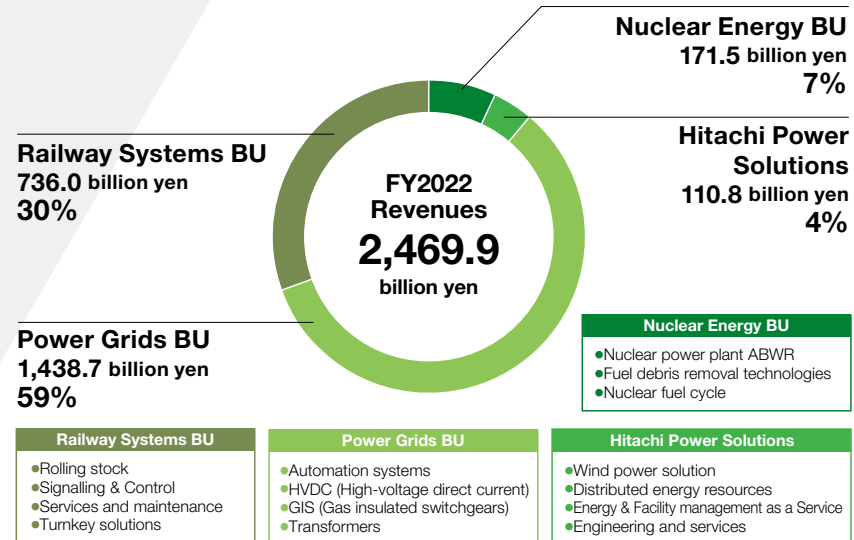 Nuclear Energy BU
171.5 billion yen
7%
Railway Systems BU
736.0 billion yen
30%
Hitachi Power
Solutions
110.8 billion yen
4%
FY2022
Revenues
2,469.9
billion yen
Power Grids BU
1,438.7 billion yen
59%
Nuclear Energy BU
●Nuclear power plant ABWR
●Fuel debris removal technologies
●Nuclear fuel cycle
Railway Systems BU
●Rolling stock
●Signalling & Control
●Services and maintenance
●Turnkey solutions
Power Grids BU
●Automation systems
●HVDC (High-voltage direct current)
●GIS (Gas insulated switchgears)
●Transformers
Hitachi Power Solutions
●Wind power solution
●Distributed energy resources
●Energy & Facility management as a Service
●Engineering and services